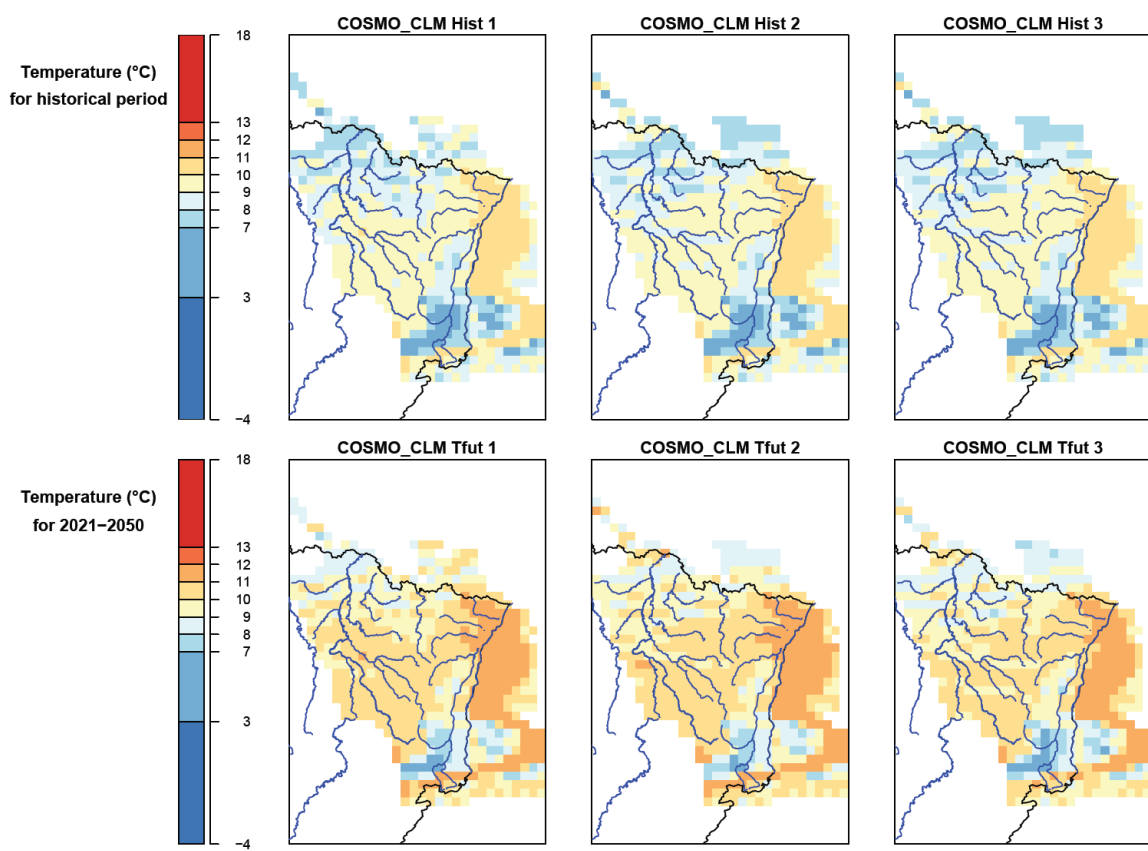 COSMO_CLM Hist 1
COSMO_CLM Hist 2
COSMO_CLM Hist 3
Temperature (°C)
for historical period
18
13
12
11
10
9
8
7
3
−4
COSMO_CLM Tfut 1
COSMO_CLM Tfut 2
COSMO_CLM Tfut 3
Temperature (°C)
for 2021−2050
18
13
12
11
10
9
8
7
3
−4